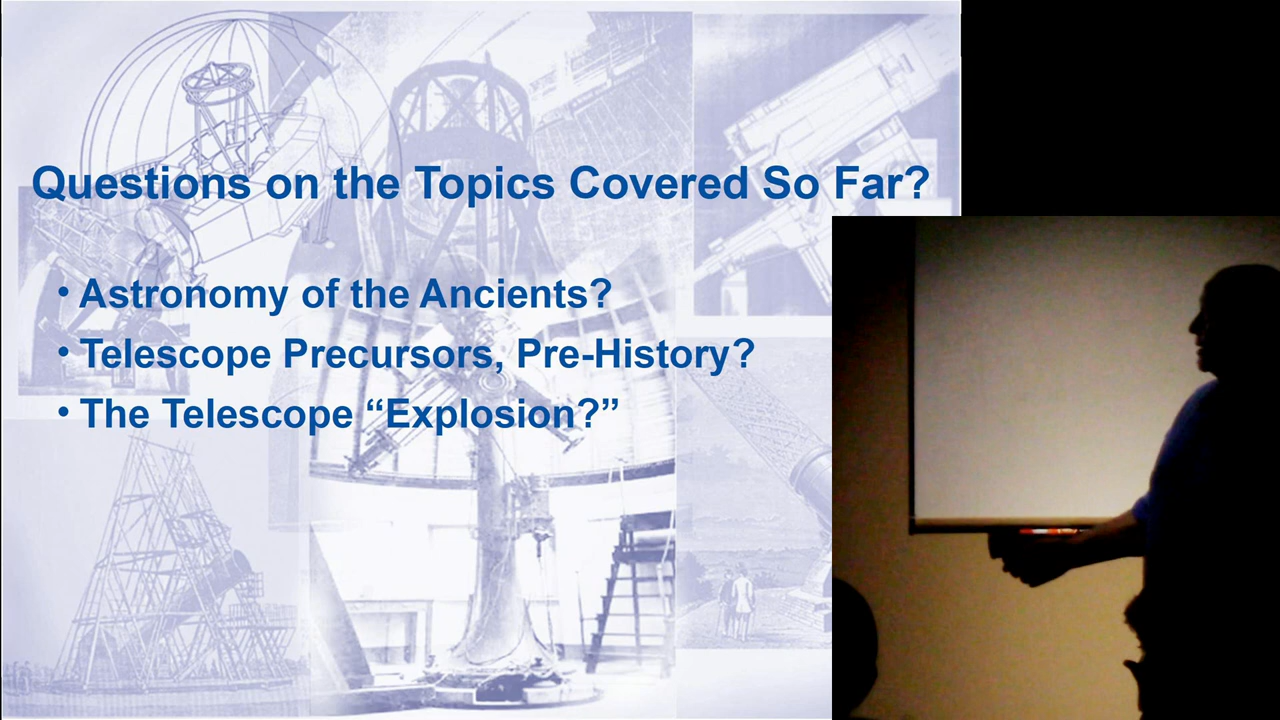 Questions on the Topics Covered So Far?
• Astronomy of the Ancients?
• Telescope Precursors, Pre-History?
• The Telescope “Explosion?”